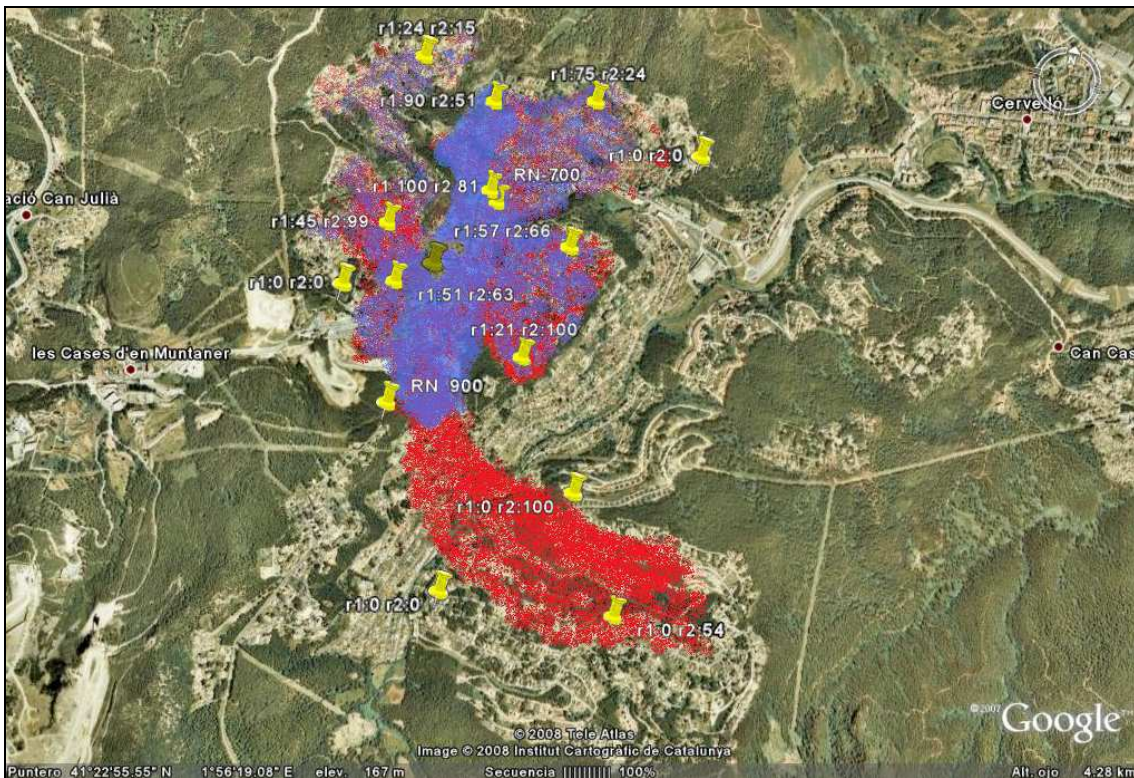 r1:24 r2:15
r1:75 r2:24
r1:90 r2:51
Cervelló
r1:0 r2:0
RN-700
r1:100 r2:81
ació Can Julià
r1:45 r2:99
r1:57 r2:66
r1:0 r2:0
r1:51 r2:63
r1:21 r2:100
les Cases d'en Muntaner
Can Cas
RN_900
r1:0 r2:100
r1:0 r2:0
r1:0 r2:54
©2007 Google™
© 2008 Tele Atlas
Image © 2008 Institut Cartogràfic de Catalunya
Puntero 41°22'55.55" N 1°56'19.08" E elev. 167 m Secuencia |||||||||| 100% Alt. ojo 4.28 km